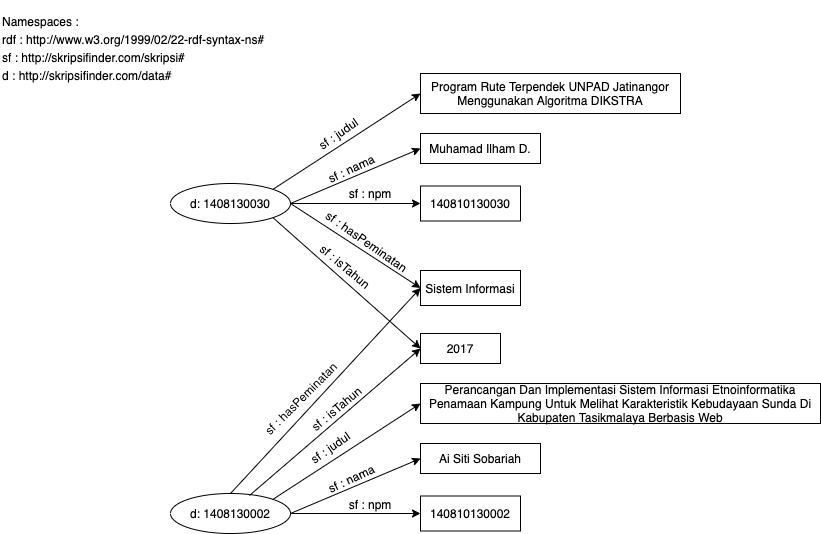 Namespaces :
rdf : http://www.w3.org/1999/02/22-rdf-syntax-ns#
sf : http://skripsifinder.com/skripsi#
d : http://skripsifinder.com/data#
Program Rute Terpendek UNPAD Jatinangor
Menggunakan Algoritma DIKSTRA
sf : judul
Muhamad Ilham D.
sf : nama
d: 1408130030
sf : npm
140810130030
sf : hasPeminatan
sf : isTahun
Sistem Informasi
2017
sf : hasPeminatan
sf : isTahun
Perancangan Dan Implementasi Sistem Informasi Etnoinformatika
Penamaan Kampung Untuk Melihat Karakteristik Kebudayaan Sunda Di
Kabupaten Tasikmalaya Berbasis Web
sf : judul
Ai Siti Sobariah
sf : nama
d: 1408130002
sf : npm
140810130002